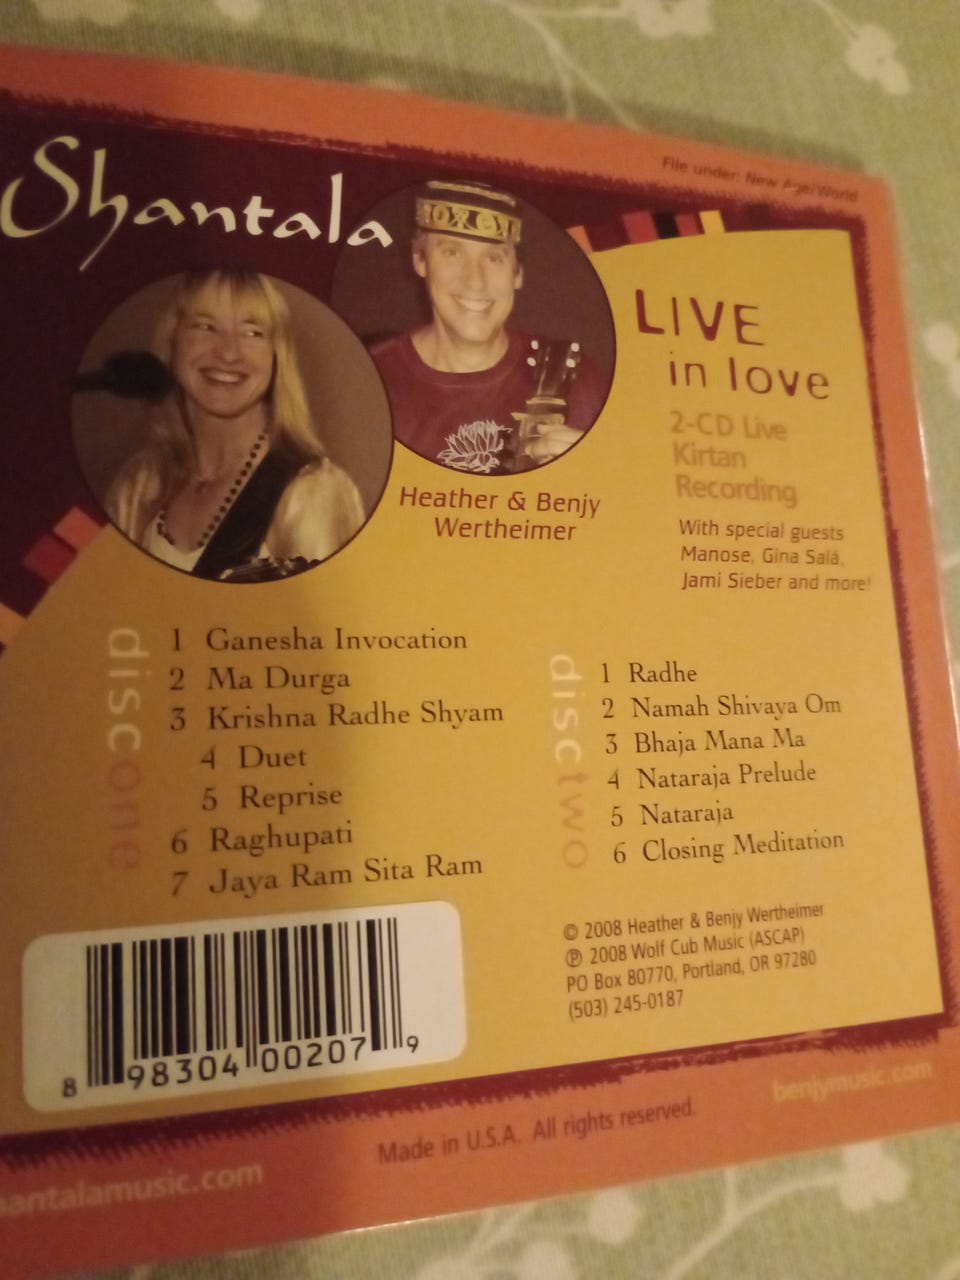 Shantala
File under: New Age/World
LIVE
in love
2-CD Live
Kirtan
Recording
With special guests
Manose, Gina Salá,
Jami Sieber and more!
Heather & Benjy
Wertheimer
disc one
1 Ganesha Invocation
2 Ma Durga
3 Krishna Radhe Shyam
4 Duet
5 Reprise
6 Raghupati
7 Jaya Ram Sita Ram
disc two
1 Radhe
2 Namah Shivaya Om
3 Bhaja Mana Ma
4 Nataraja Prelude
5 Nataraja
6 Closing Meditation
© 2008 Heather & Benjy Wertheimer
℗ 2008 Wolf Cub Music (ASCAP)
PO Box 80770, Portland, OR 97280
(503) 245-0187
8 98304 00207 9
benjymusic.com
Made in U.S.A. All rights reserved.
hantalamusic.com